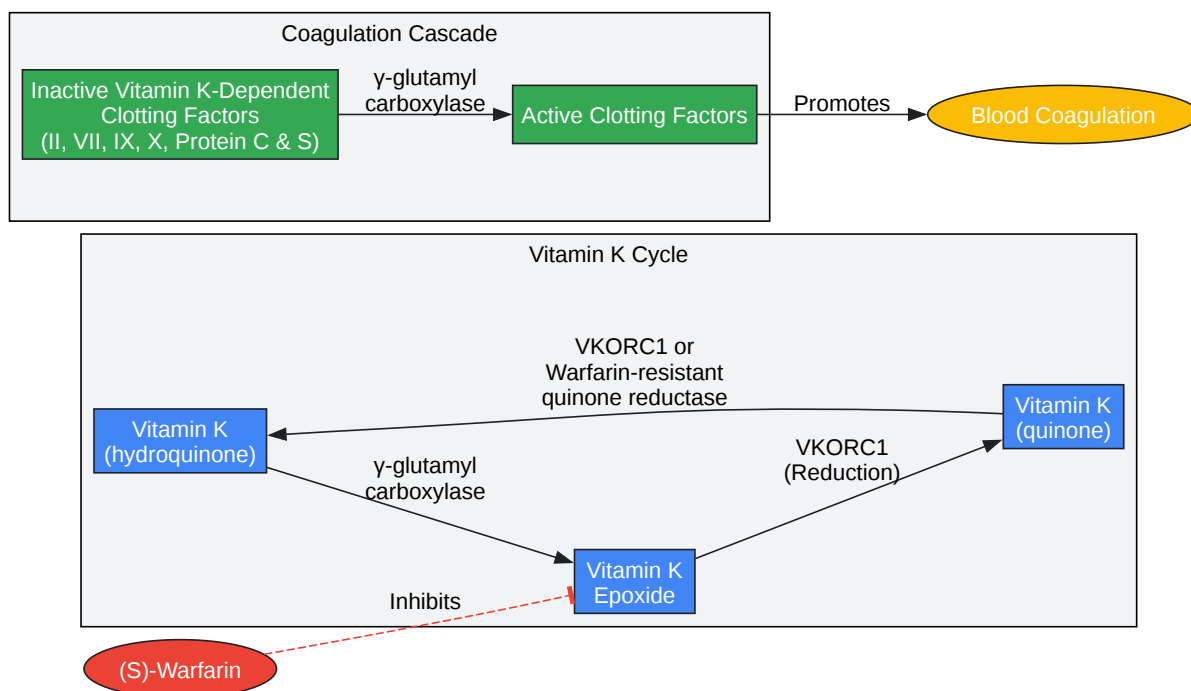 Coagulation Cascade
Inactive Vitamin K-Dependent
Clotting Factors
(II, VII, IX, X, Protein C & S)
γ-glutamyl
carboxylase
Active Clotting Factors
Promotes
Blood Coagulation
Vitamin K Cycle
VKORC1 or
Warfarin-resistant
quinone reductase
Vitamin K
(quinone)
Vitamin K
(hydroquinone)
VKORC1
(Reduction)
γ-glutamyl
carboxylase
Vitamin K
Epoxide
Inhibits
(S)-Warfarin